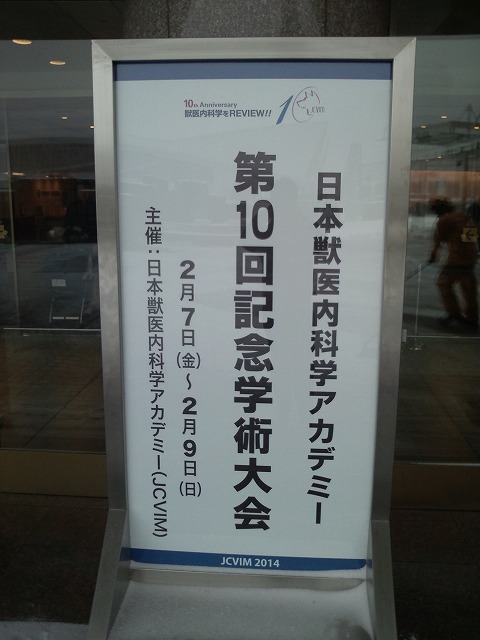 10th Anniversary
獣医内科学をREVIEW!!
10
JCVIM
日本獣医内科学アカデミー
第10回記念学術大会
2月7日(金)～2月9日(日)
主催：日本獣医内科学アカデミー(JCVIM)
JCVIM 2014